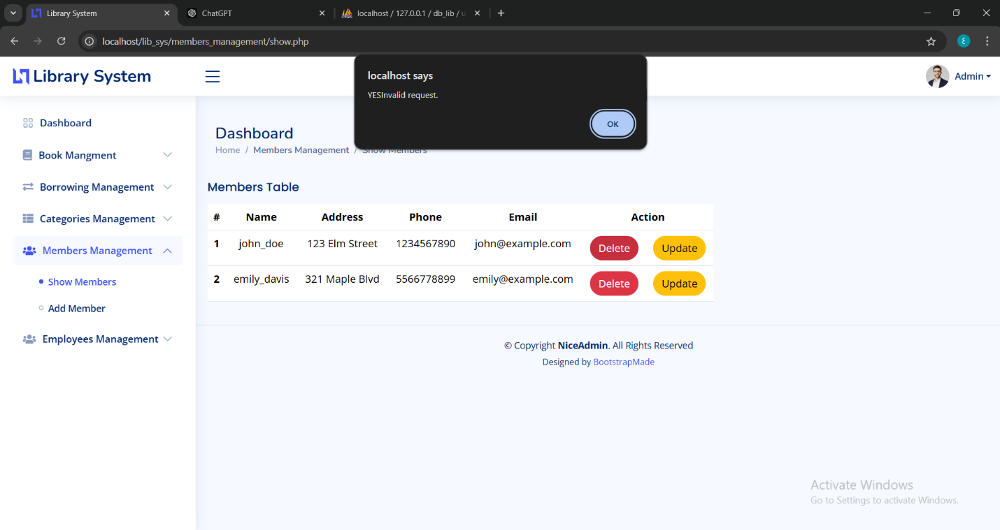 Library System
ChatGPT
localhost / 127.0.0.1 / db_lib / u
localhost/lib_sys/members_management/show.php
ε
Library System
Admin
localhost says
YESInvalid request.
OK
Dashboard
Book Mangment
Borrowing Management
Categories Management
Members Management
Show Members
Add Member
Employees Management
Dashboard
Home / Members Management / Show Members
Members Table
# Name Address Phone Email Action
1 john_doe 123 Elm Street 1234567890 john@example.com Delete Update
2 emily_davis 321 Maple Blvd 5566778899 emily@example.com Delete Update
© Copyright NiceAdmin. All Rights Reserved
Designed by BootstrapMade
Activate Windows
Go to Settings to activate Windows.